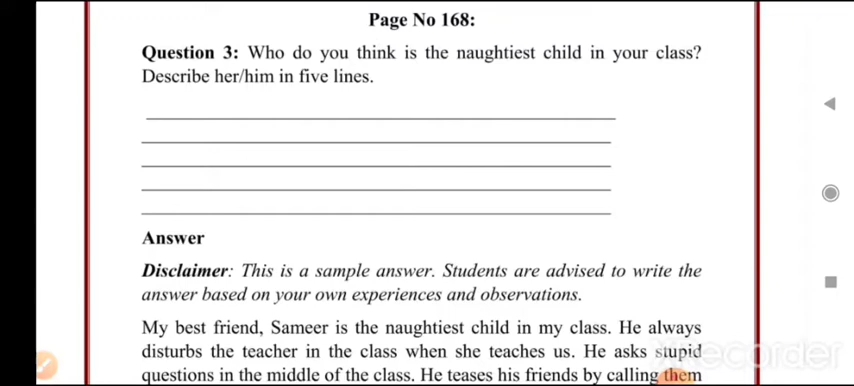 Page No 168:
Question 3: Who do you think is the naughtiest child in your class?
Describe her/him in five lines.
Answer
Disclaimer: This is a sample answer. Students are advised to write the
answer based on your own experiences and observations.
My best friend, Sameer is the naughtiest child in my class. He always
disturbs the teacher in the class when she teaches us. He asks stupid
questions in the middle of the class. He teases his friends by calling them
XRecorder